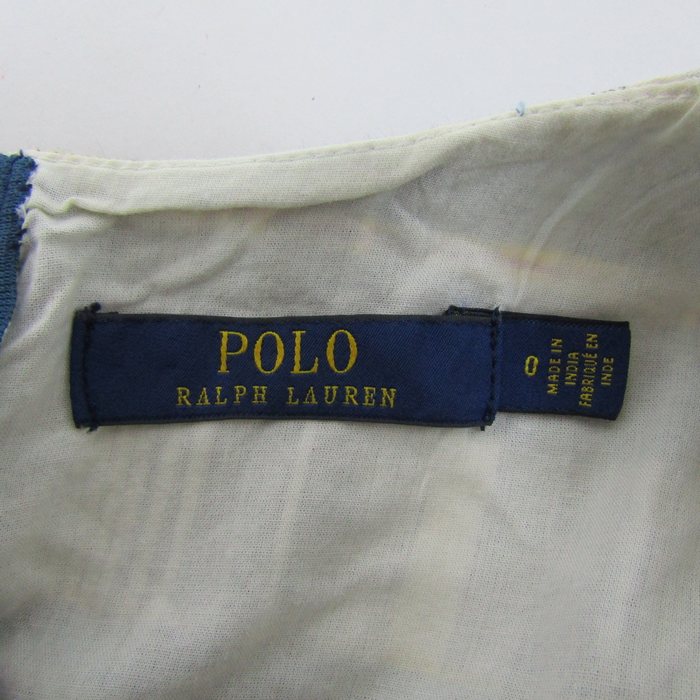 POLO
RALPH LAUREN
0
MADE IN
INDIA
FABRIQUÉ EN
INDE